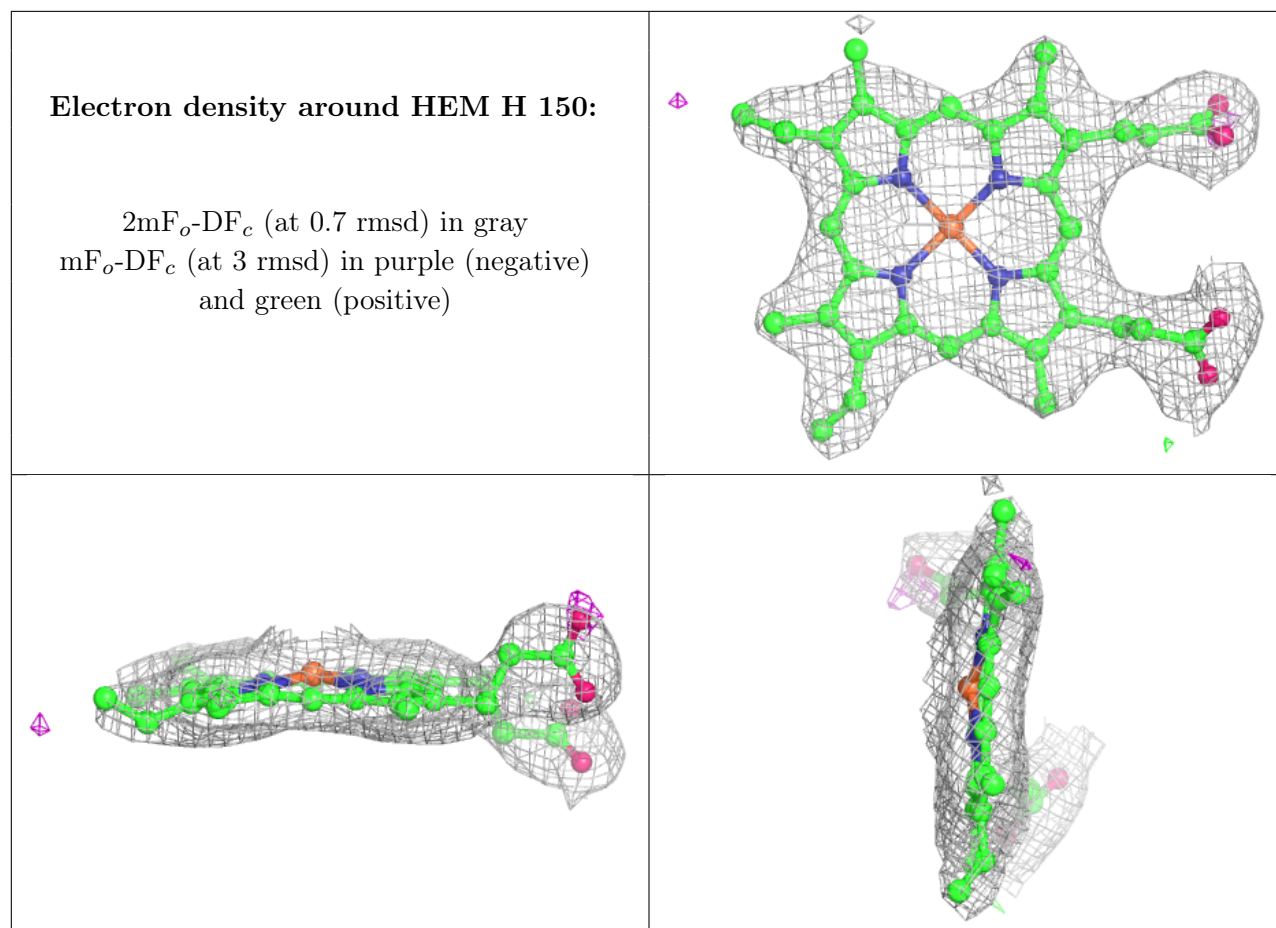 Electron density around HEM H 150:
2mFo-DFc (at 0.7 rmsd) in gray
mFo-DFc (at 3 rmsd) in purple (negative)
and green (positive)